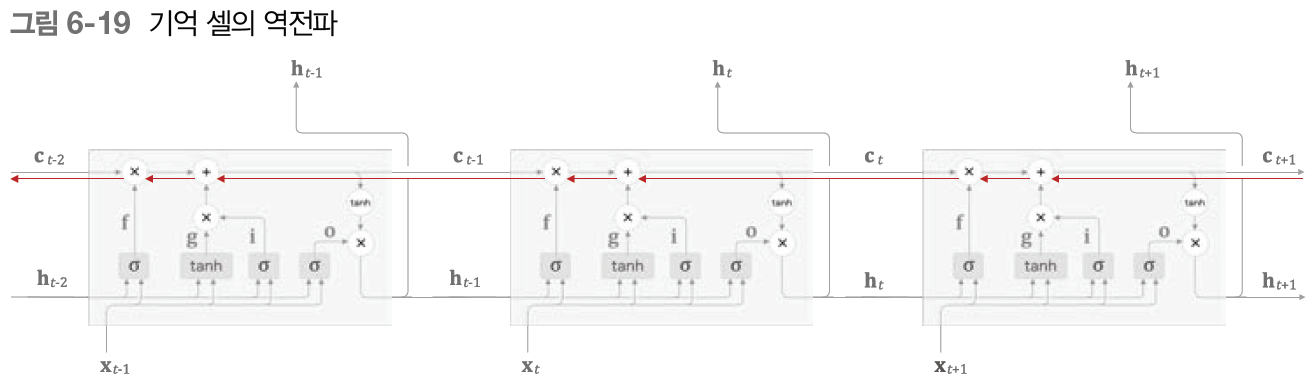 그림 6-19 기억 셀의 역전파
h t-1 h t h t+1
c t-2 c t-1 c t c t+1
× + × + × +
tanh tanh tanh
f × f × f ×
g i o × g i o × g i o ×
σ tanh σ σ σ tanh σ σ σ tanh σ σ
h t-2 h t-1 h t h t+1
x t-1 x t x t+1